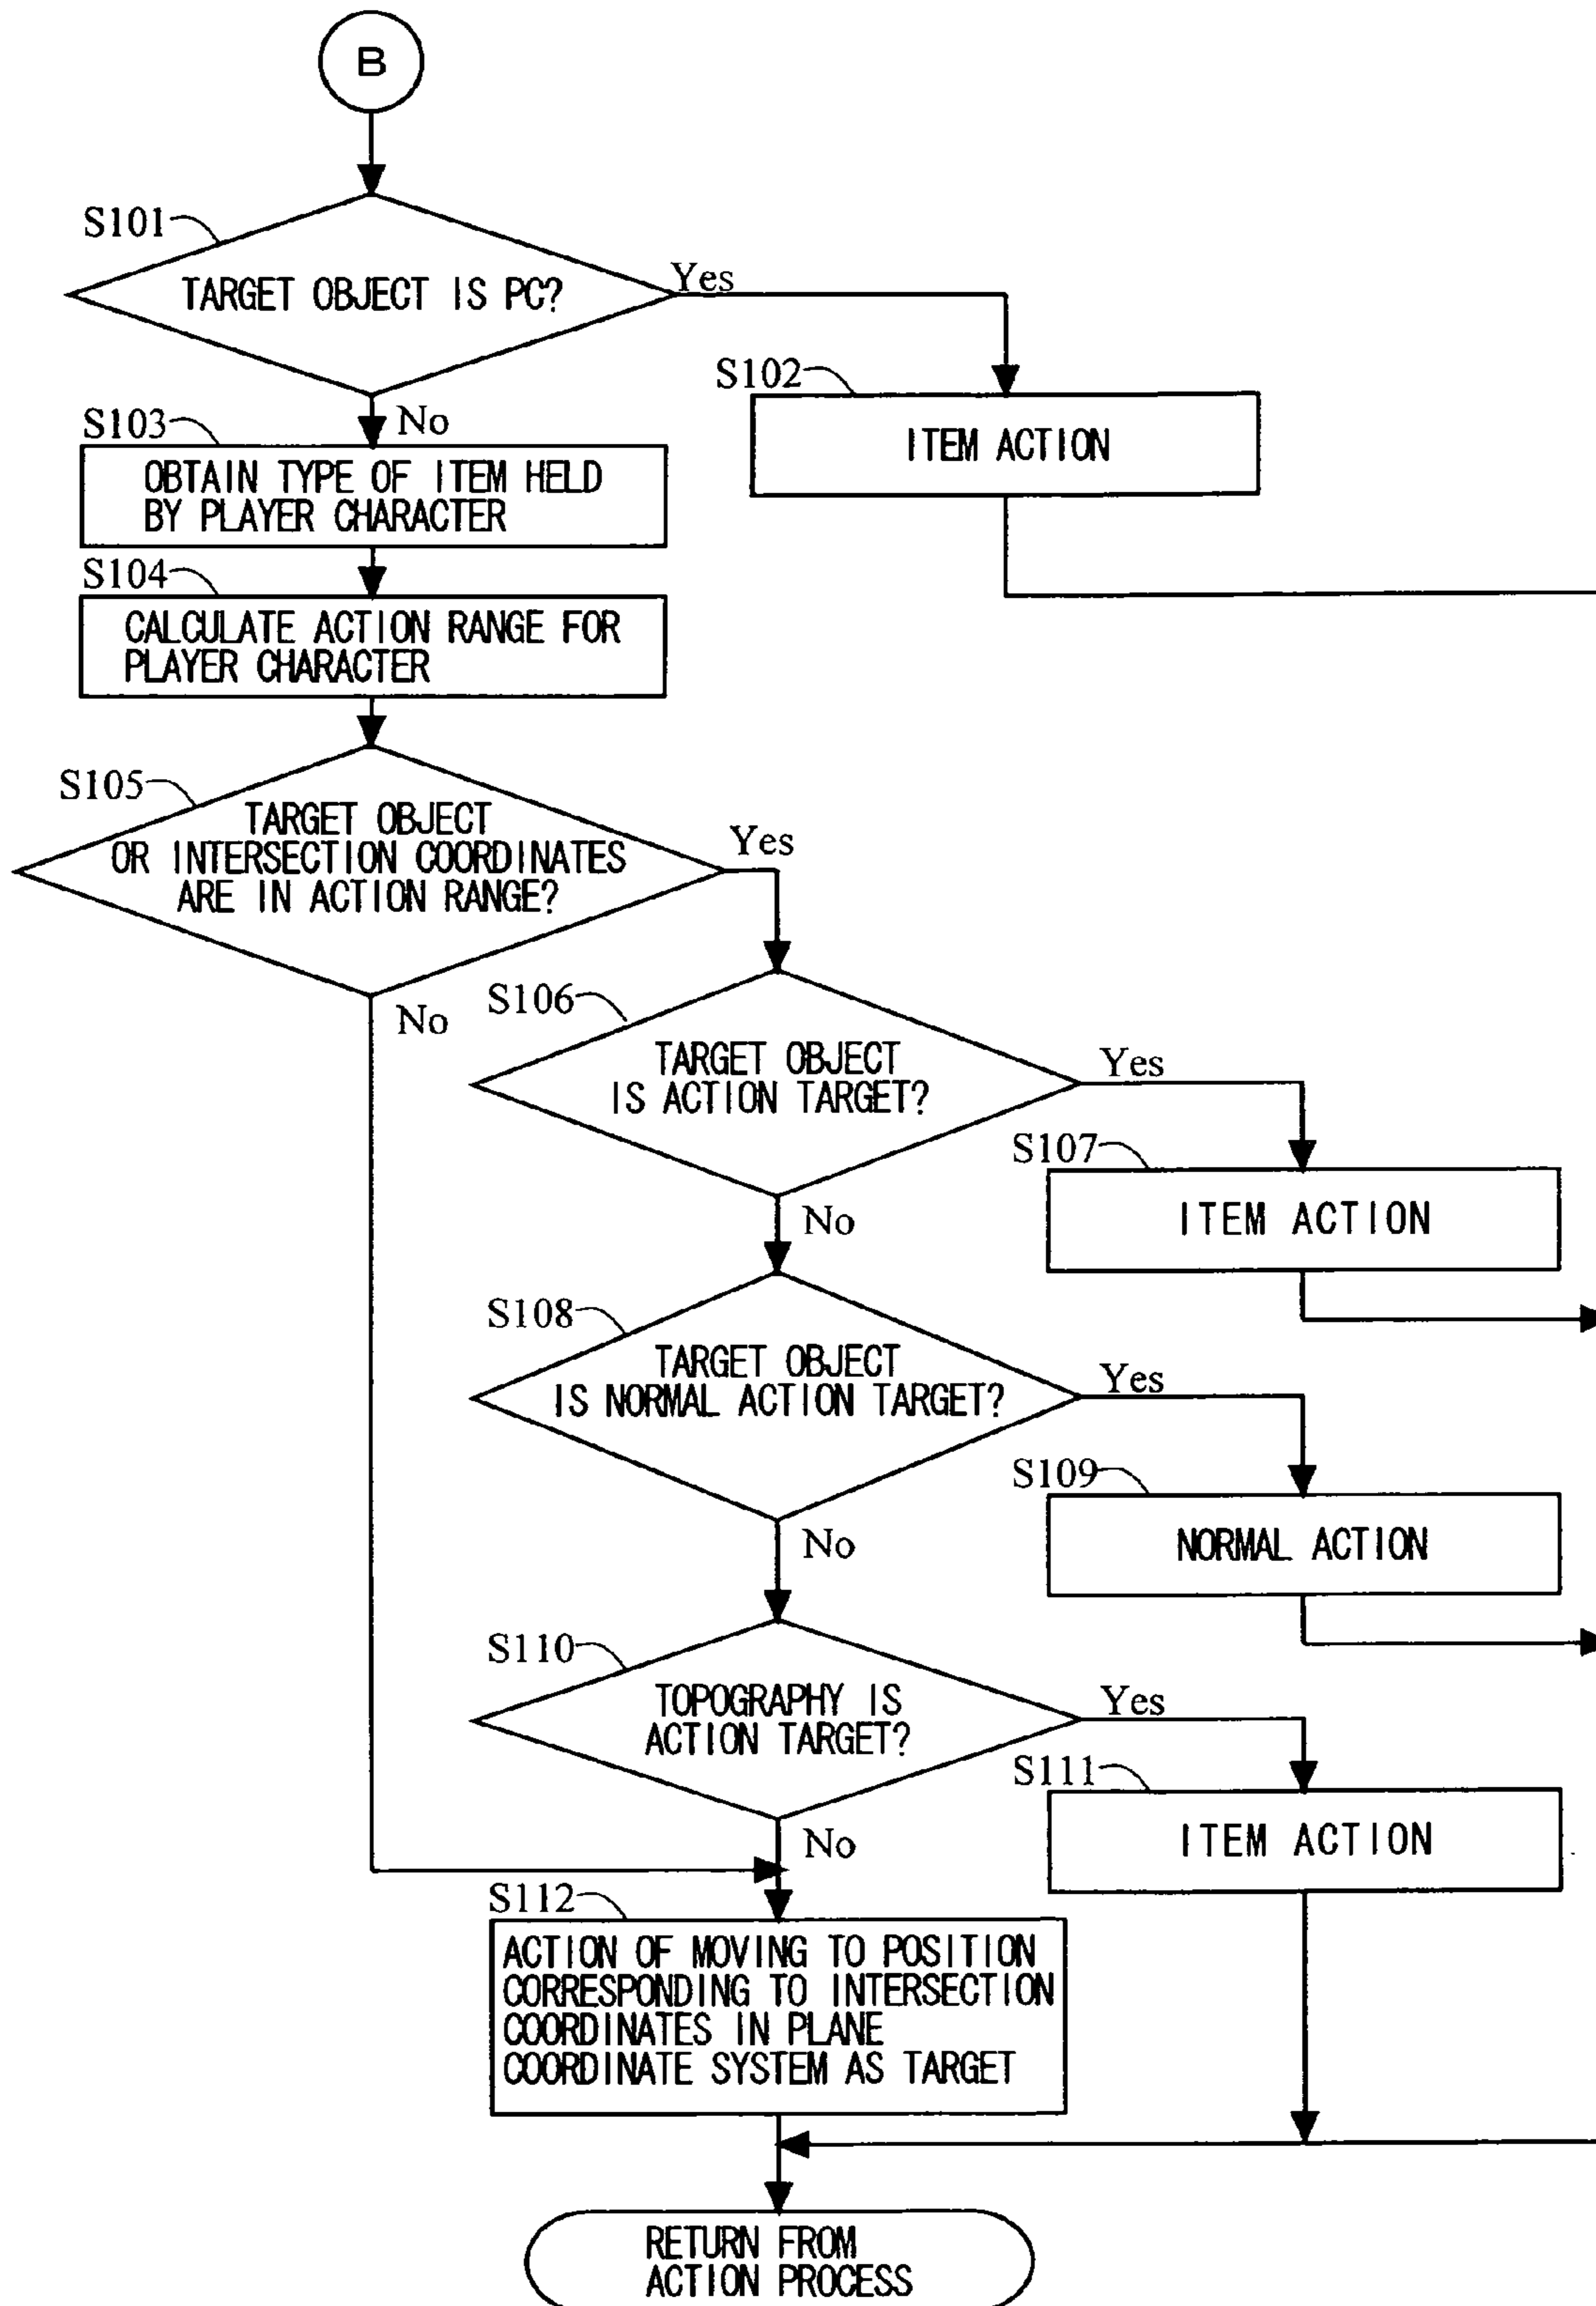 B
S101
TARGET OBJECT IS PC?
Yes
S102
ITEM ACTION
No
S103
OBTAIN TYPE OF ITEM HELD
BY PLAYER CHARACTER
S104
CALCULATE ACTION RANGE FOR
PLAYER CHARACTER
S105
TARGET OBJECT
OR INTERSECTION COORDINATES
ARE IN ACTION RANGE?
Yes
No
S106
TARGET OBJECT
IS ACTION TARGET?
Yes
S107
ITEM ACTION
No
S108
TARGET OBJECT
IS NORMAL ACTION TARGET?
Yes
S109
NORMAL ACTION
No
S110
TOPOGRAPHY IS
ACTION TARGET?
Yes
S111
ITEM ACTION
No
S112
ACTION OF MOVING TO POSITION
CORRESPONDING TO INTERSECTION
COORDINATES IN PLANE
COORDINATE SYSTEM AS TARGET
RETURN FROM
ACTION PROCESS